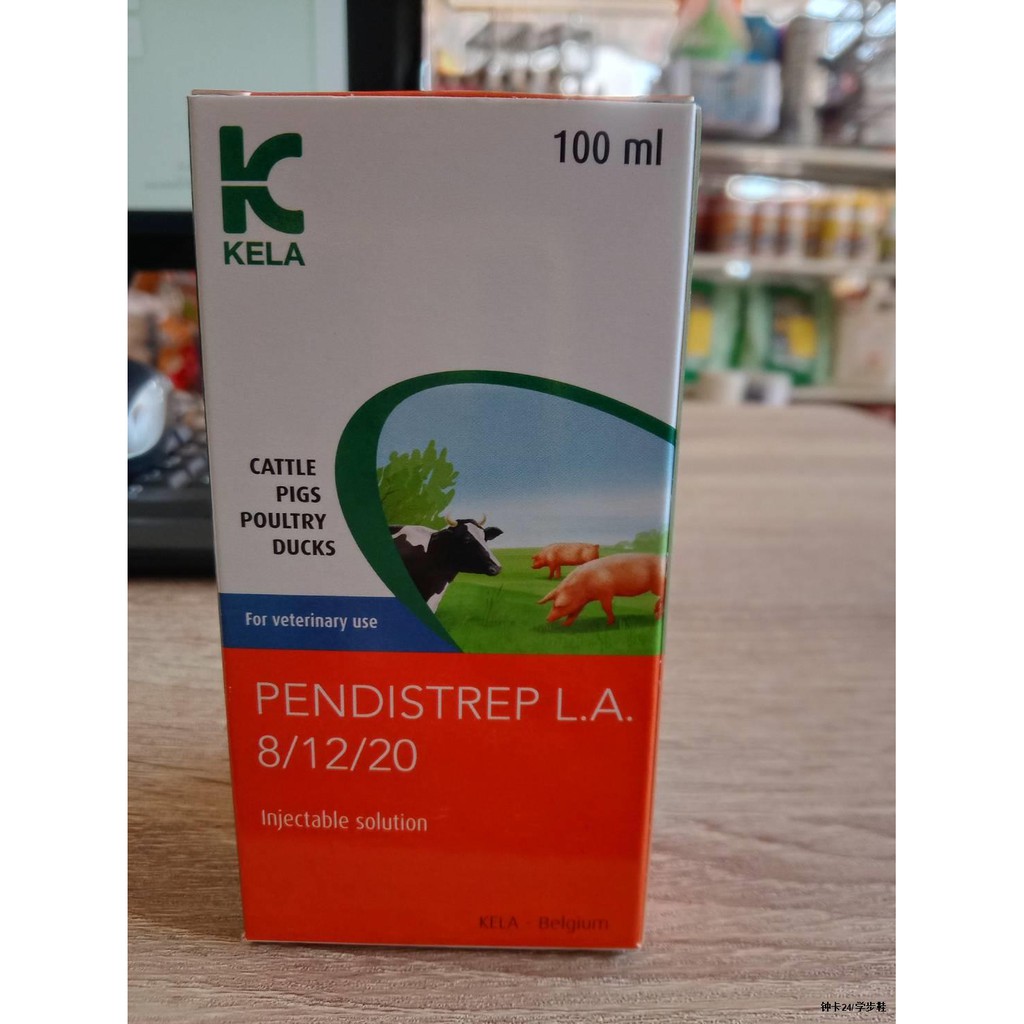 100 ml
KELA
CATTLE
PIGS
POULTRY
DUCKS
For veterinary use
PENDISTREP L.A.
8/12/20
Injectable solution
KELA - Belgium
钟卡24/学步鞋